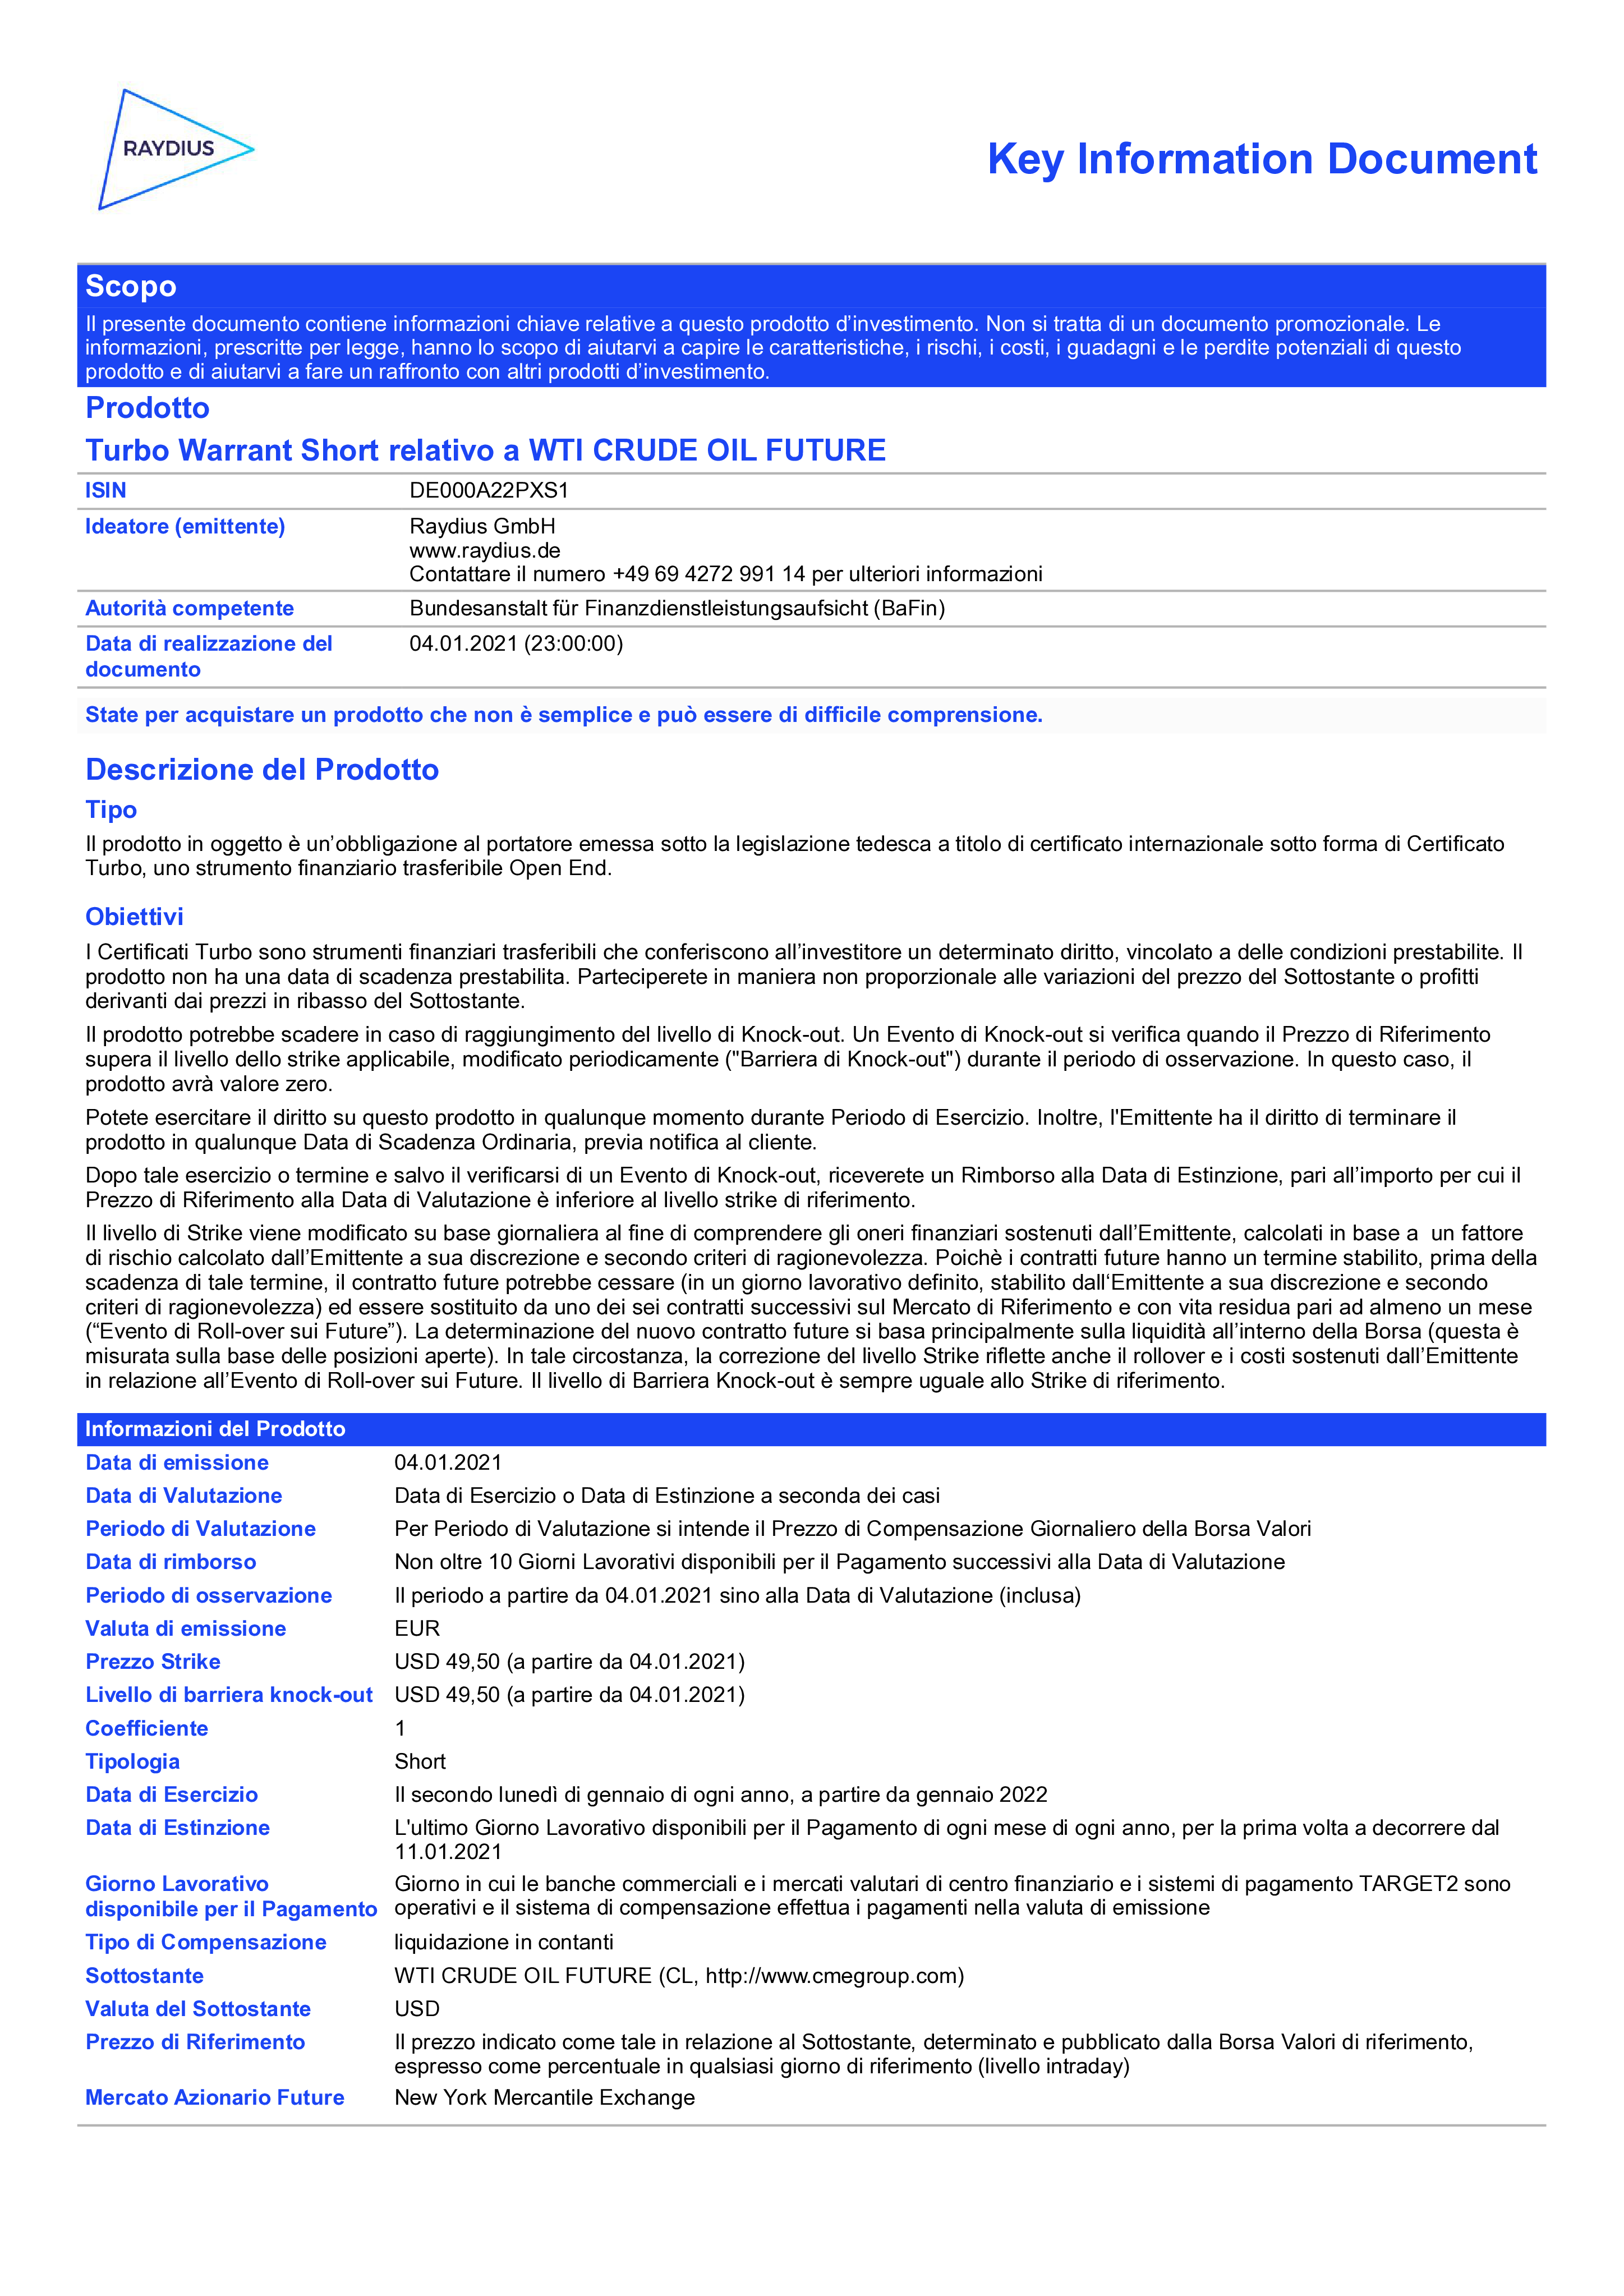 RAYDIUS
Key Information Document
Scopo
Il presente documento contiene informazioni chiave relative a questo prodotto d’investimento. Non si tratta di un documento promozionale. Le
informazioni, prescritte per legge, hanno lo scopo di aiutarvi a capire le caratteristiche, i rischi, i costi, i guadagni e le perdite potenziali di questo
prodotto e di aiutarvi a fare un raffronto con altri prodotti d’investimento.
Prodotto
Turbo Warrant Short relativo a WTI CRUDE OIL FUTURE
ISIN DE000A22PXS1
Ideatore (emittente) Raydius GmbH
www.raydius.de
Contattare il numero +49 69 4272 991 14 per ulteriori informazioni
Autorità competente Bundesanstalt für Finanzdienstleistungsaufsicht (BaFin)
Data di realizzazione del 04.01.2021 (23:00:00)
documento
State per acquistare un prodotto che non è semplice e può essere di difficile comprensione.
Descrizione del Prodotto
Tipo
Il prodotto in oggetto è un’obbligazione al portatore emessa sotto la legislazione tedesca a titolo di certificato internazionale sotto forma di Certificato
Turbo, uno strumento finanziario trasferibile Open End.
Obiettivi
I Certificati Turbo sono strumenti finanziari trasferibili che conferiscono all’investitore un determinato diritto, vincolato a delle condizioni prestabilite. Il
prodotto non ha una data di scadenza prestabilita. Parteciperete in maniera non proporzionale alle variazioni del prezzo del Sottostante o profitti
derivanti dai prezzi in ribasso del Sottostante.
Il prodotto potrebbe scadere in caso di raggiungimento del livello di Knock-out. Un Evento di Knock-out si verifica quando il Prezzo di Riferimento
supera il livello dello strike applicabile, modificato periodicamente ("Barriera di Knock-out") durante il periodo di osservazione. In questo caso, il
prodotto avrà valore zero.
Potete esercitare il diritto su questo prodotto in qualunque momento durante Periodo di Esercizio. Inoltre, l'Emittente ha il diritto di terminare il
prodotto in qualunque Data di Scadenza Ordinaria, previa notifica al cliente.
Dopo tale esercizio o termine e salvo il verificarsi di un Evento di Knock-out, riceverete un Rimborso alla Data di Estinzione, pari all’importo per cui il
Prezzo di Riferimento alla Data di Valutazione è inferiore al livello strike di riferimento.
Il livello di Strike viene modificato su base giornaliera al fine di comprendere gli oneri finanziari sostenuti dall’Emittente, calcolati in base a un fattore
di rischio calcolato dall’Emittente a sua discrezione e secondo criteri di ragionevolezza. Poichè i contratti future hanno un termine stabilito, prima della
scadenza di tale termine, il contratto future potrebbe cessare (in un giorno lavorativo definito, stabilito dall‘Emittente a sua discrezione e secondo
criteri di ragionevolezza) ed essere sostituito da uno dei sei contratti successivi sul Mercato di Riferimento e con vita residua pari ad almeno un mese
(“Evento di Roll-over sui Future”). La determinazione del nuovo contratto future si basa principalmente sulla liquidità all’interno della Borsa (questa è
misurata sulla base delle posizioni aperte). In tale circostanza, la correzione del livello Strike riflette anche il rollover e i costi sostenuti dall’Emittente
in relazione all’Evento di Roll-over sui Future. Il livello di Barriera Knock-out è sempre uguale allo Strike di riferimento.
Informazioni del Prodotto
Data di emissione 04.01.2021
Data di Valutazione Data di Esercizio o Data di Estinzione a seconda dei casi
Periodo di Valutazione Per Periodo di Valutazione si intende il Prezzo di Compensazione Giornaliero della Borsa Valori
Data di rimborso Non oltre 10 Giorni Lavorativi disponibili per il Pagamento successivi alla Data di Valutazione
Periodo di osservazione Il periodo a partire da 04.01.2021 sino alla Data di Valutazione (inclusa)
Valuta di emissione EUR
Prezzo Strike USD 49,50 (a partire da 04.01.2021)
Livello di barriera knock-out USD 49,50 (a partire da 04.01.2021)
Coefficiente 1
Tipologia Short
Data di Esercizio Il secondo lunedì di gennaio di ogni anno, a partire da gennaio 2022
Data di Estinzione L'ultimo Giorno Lavorativo disponibili per il Pagamento di ogni mese di ogni anno, per la prima volta a decorrere dal
11.01.2021
Giorno Lavorativo Giorno in cui le banche commerciali e i mercati valutari di centro finanziario e i sistemi di pagamento TARGET2 sono
disponibile per il Pagamento operativi e il sistema di compensazione effettua i pagamenti nella valuta di emissione
Tipo di Compensazione liquidazione in contanti
Sottostante WTI CRUDE OIL FUTURE (CL, http://www.cmegroup.com)
Valuta del Sottostante USD
Prezzo di Riferimento Il prezzo indicato come tale in relazione al Sottostante, determinato e pubblicato dalla Borsa Valori di riferimento,
espresso come percentuale in qualsiasi giorno di riferimento (livello intraday)
Mercato Azionario Future New York Mercantile Exchange